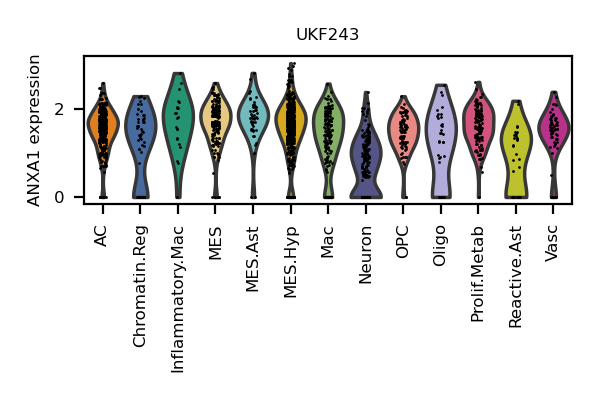 UKF243
ANXA1 expression
2
0
AC
Chromatin.Reg
Inflammatory.Mac
MES
MES.Ast
MES.Hyp
Mac
Neuron
OPC
Oligo
Prolif.Metab
Reactive.Ast
Vasc